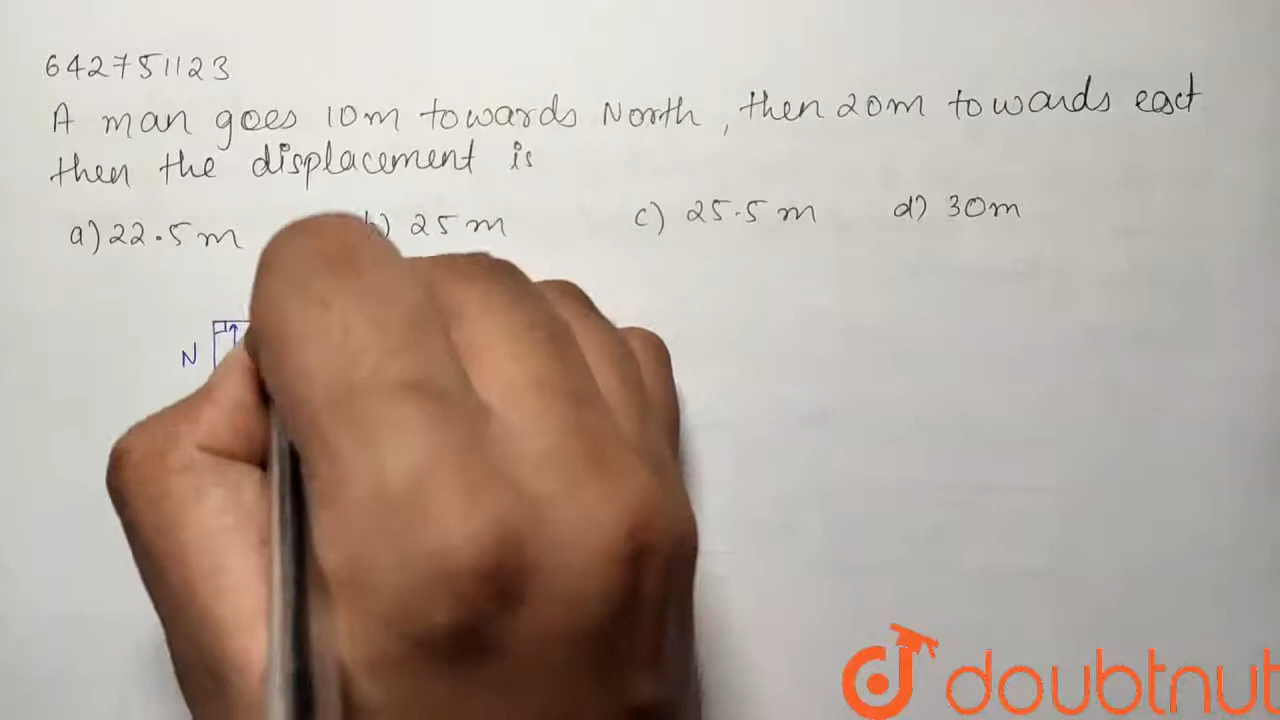 642751123
A man goes 10m towards North, then 20m towards east
then the displacement is
a) 22.5m b) 25m c) 25.5m d) 30m
N
doubtnut